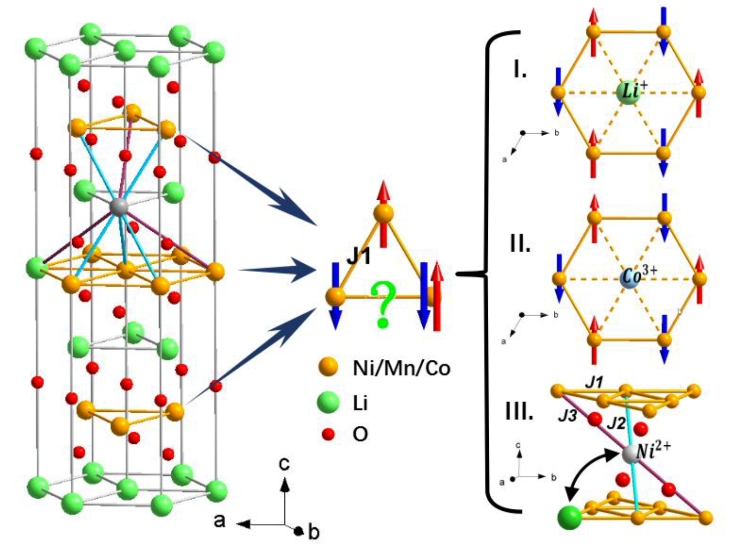 I.
Li+
a
b
J1
?
II.
Co3+
b
a
b
Ni/Mn/Co
Li
O
III.
J1
J3
J2
Ni2+
c
a
b
c
a
b